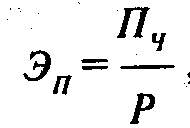 Э_П = П_ч / Р,